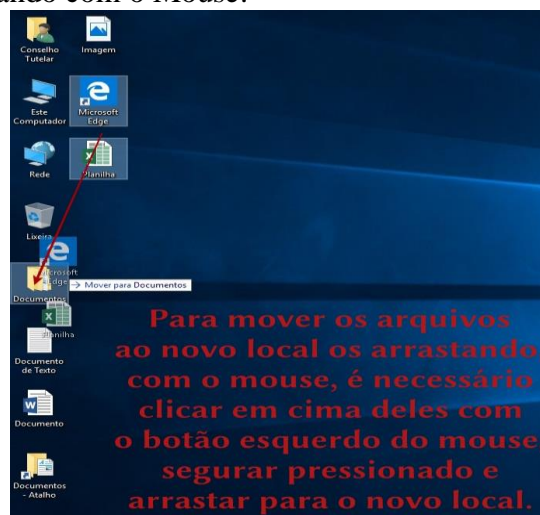 ando com o Mouse:
Conselho
Tutelar
Imagem
Este
Computador
Microsoft
Edge
Rede
Planilha
Lixeira
Microsoft
Edge
→ Mover para Documentos
Documentos
Planilha
Documento
de Texto
Documento
Documentos
- Atalho
Para mover os arquivos
ao novo local os arrastando
com o mouse, é necessário
clicar em cima deles com
o botão esquerdo do mouse
segurar pressionado e
arrastar para o novo local.